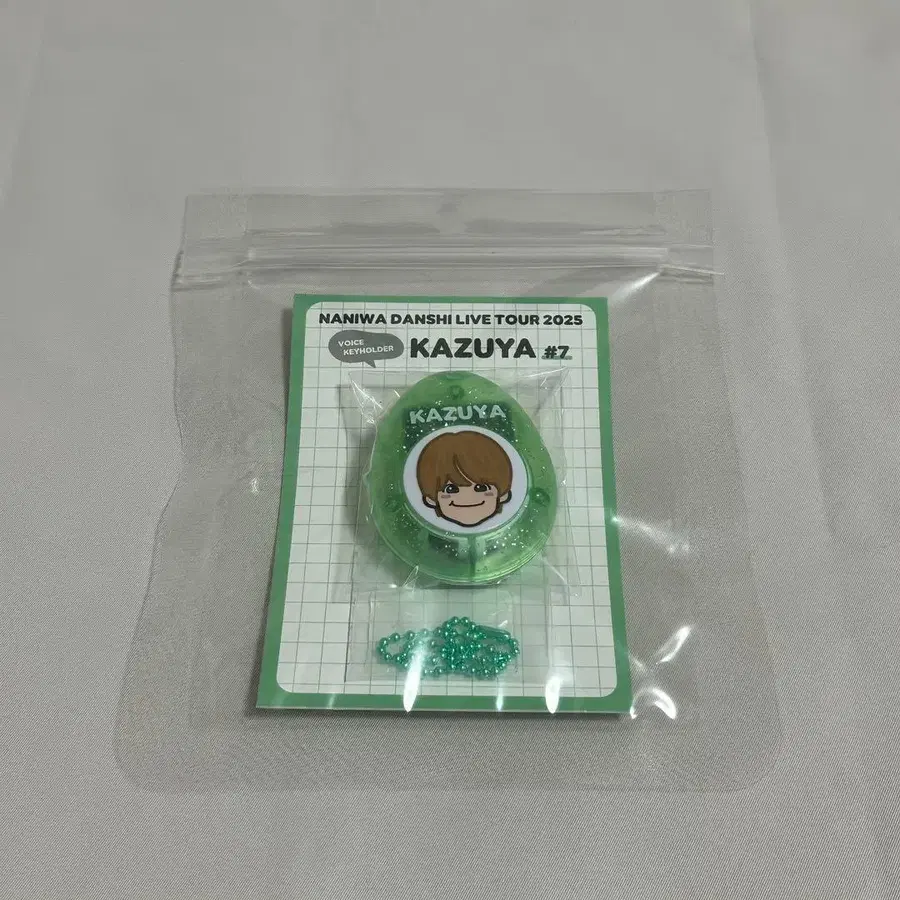 NANIWA DANSHI LIVE TOUR 2025
VOICE
KEYHOLDER
KAZUYA #7
KAZUYA